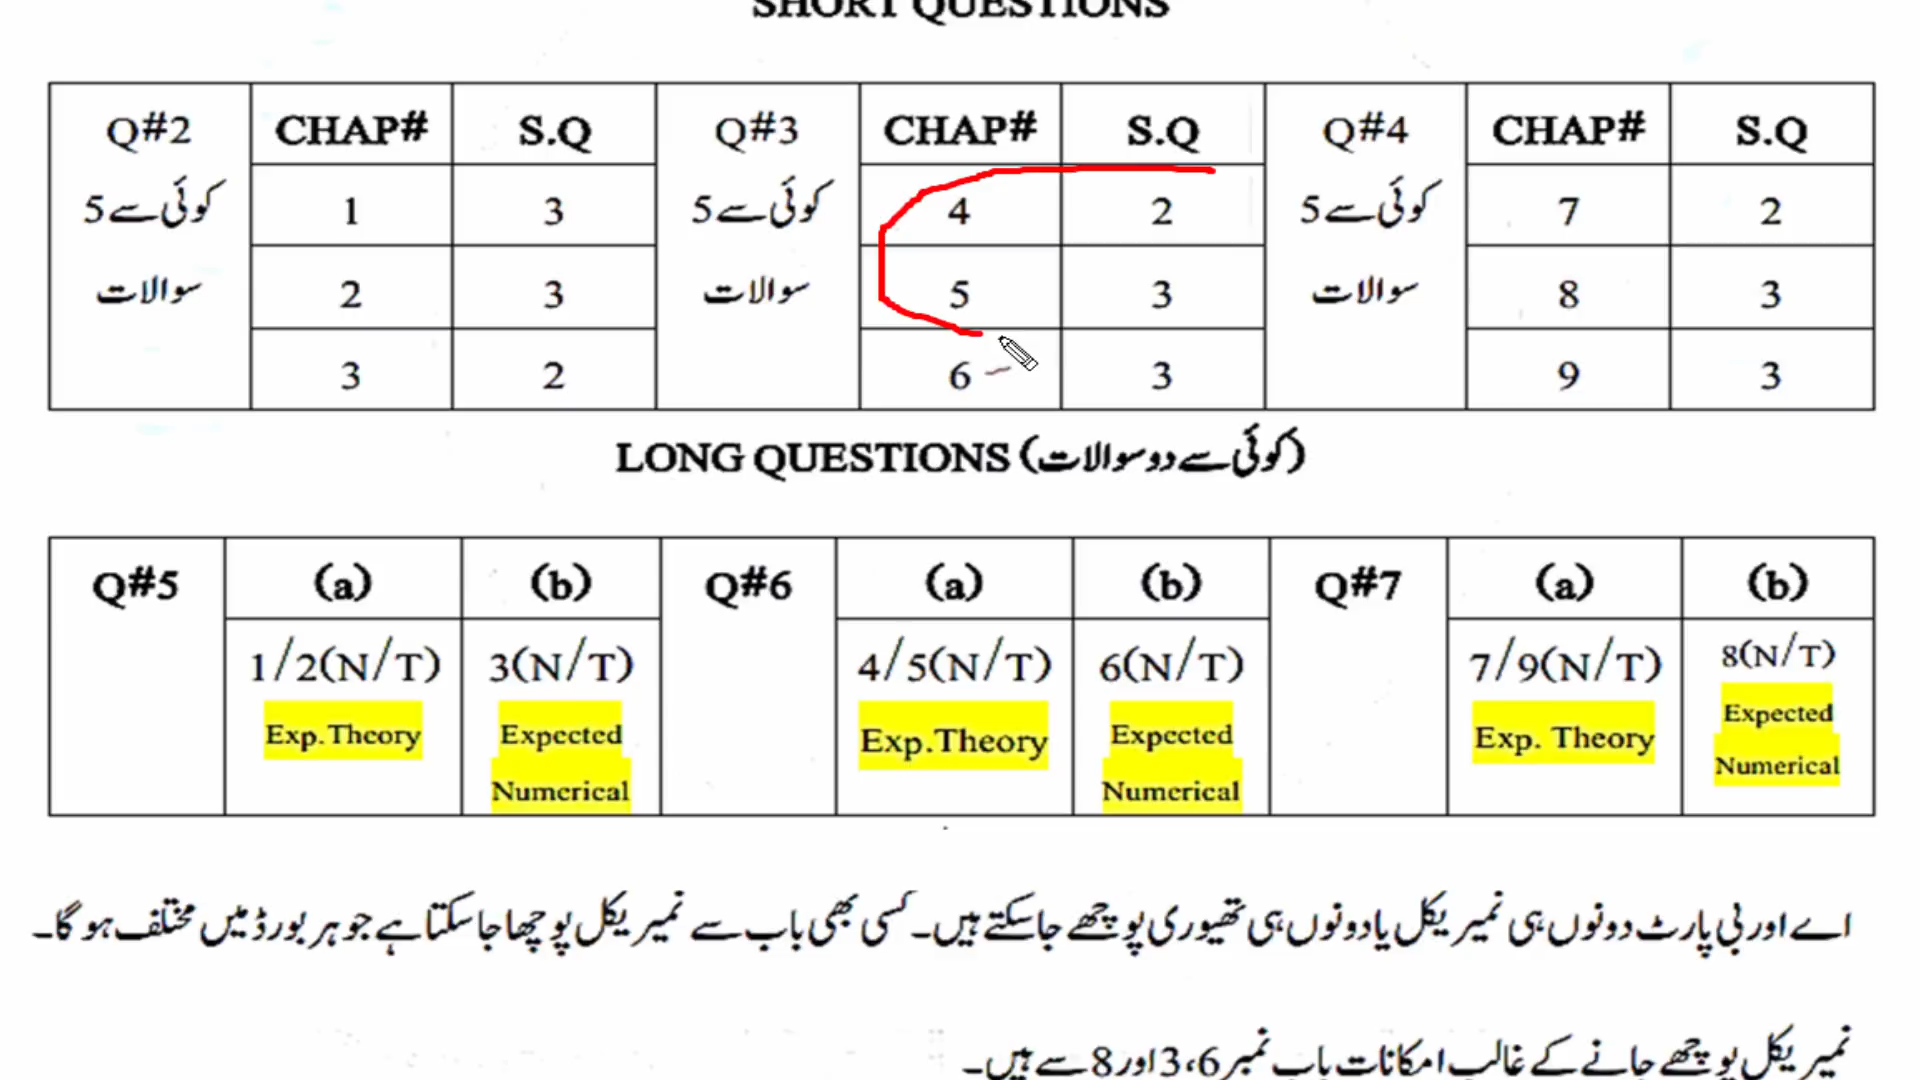 SHORT QUESTIONS
Q#2 CHAP# S.Q Q#3 CHAP# S.Q Q#4 CHAP# S.Q
کوئی سے 5 1 3 کوئی سے 5 4 2 کوئی سے 5 7 2
سوالات 2 3 سوالات 5 3 سوالات 8 3
3 2 6 3 9 3
LONG QUESTIONS (کوئی سے دو سوالات)
Q#5 (a) (b) Q#6 (a) (b) Q#7 (a) (b)
1/2(N/T) 3(N/T) 4/5(N/T) 6(N/T) 7/9(N/T) 8(N/T)
Exp.Theory Expected Exp.Theory Expected Exp. Theory Expected
Numerical Numerical Numerical
اے اور بی پارٹ دونوں ہی نمیریکل یا دونوں ہی تھیوری پوچھے جا سکتے ہیں۔ کسی بھی باب سے نمیریکل پوچھا جا سکتا ہے جو ہر بورڈ میں مختلف ہو گا۔
نمیریکل پوچھے جانے کے غالب امکانات باب نمبر 3،6 اور 8 سے ہیں۔